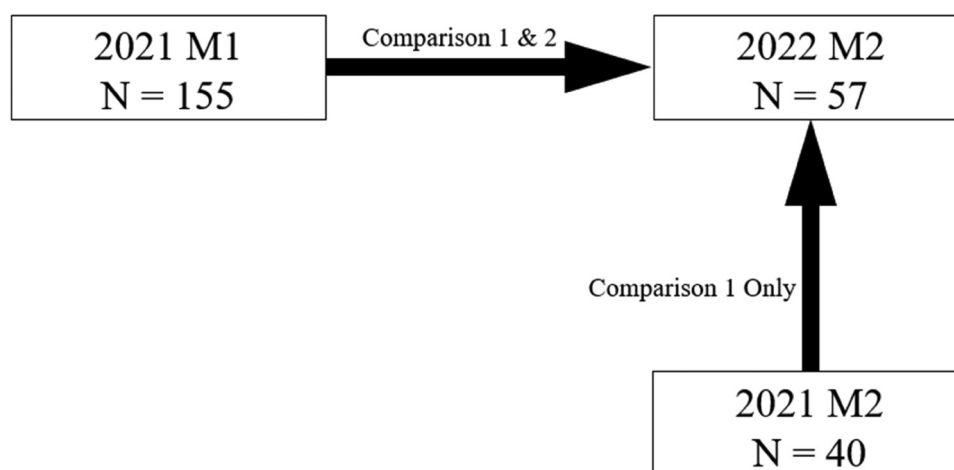 2021 M1
N = 155
Comparison 1 & 2
2022 M2
N = 57
Comparison 1 Only
2021 M2
N = 40